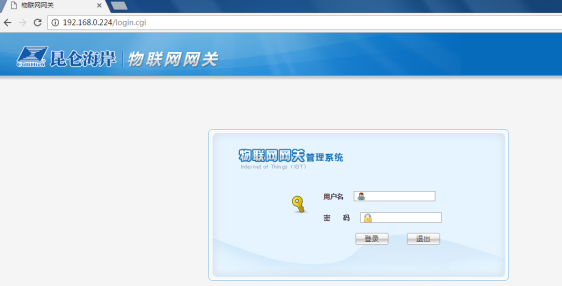 物联网网关
192.168.0.224/login.cgi
昆仑海岸 物联网网关
物联网网关管理系统
Internet of Things (IOT)
用户名
密 码
登录 退出